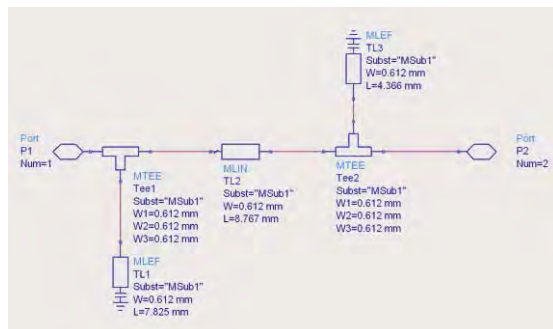 MLEF
TL3
Subst="MSub1"
W=0.612 mm
L=4.366 mm
Port
P1
Num=1
MTEE
Tee1
Subst="MSub1"
W1=0.612 mm
W2=0.612 mm
W3=0.612 mm
MLIN
TL2
Subst="MSub1"
W=0.612 mm
L=8.767 mm
MTEE
Tee2
Subst="MSub1"
W1=0.612 mm
W2=0.612 mm
W3=0.612 mm
Port
P2
Num=2
MLEF
TL1
Subst="MSub1"
W=0.612 mm
L=7.825 mm